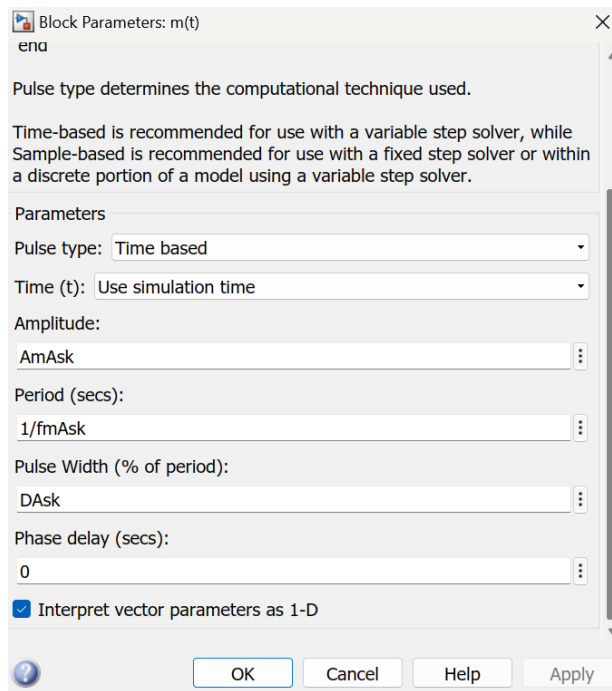 Block Parameters: m(t)
end
Pulse type determines the computational technique used.
Time-based is recommended for use with a variable step solver, while
Sample-based is recommended for use with a fixed step solver or within
a discrete portion of a model using a variable step solver.
Parameters
Pulse type: Time based
Time (t): Use simulation time
Amplitude:
AmAsk
Period (secs):
1/fmAsk
Pulse Width (% of period):
DAsk
Phase delay (secs):
0
Interpret vector parameters as 1-D
OK Cancel Help Apply